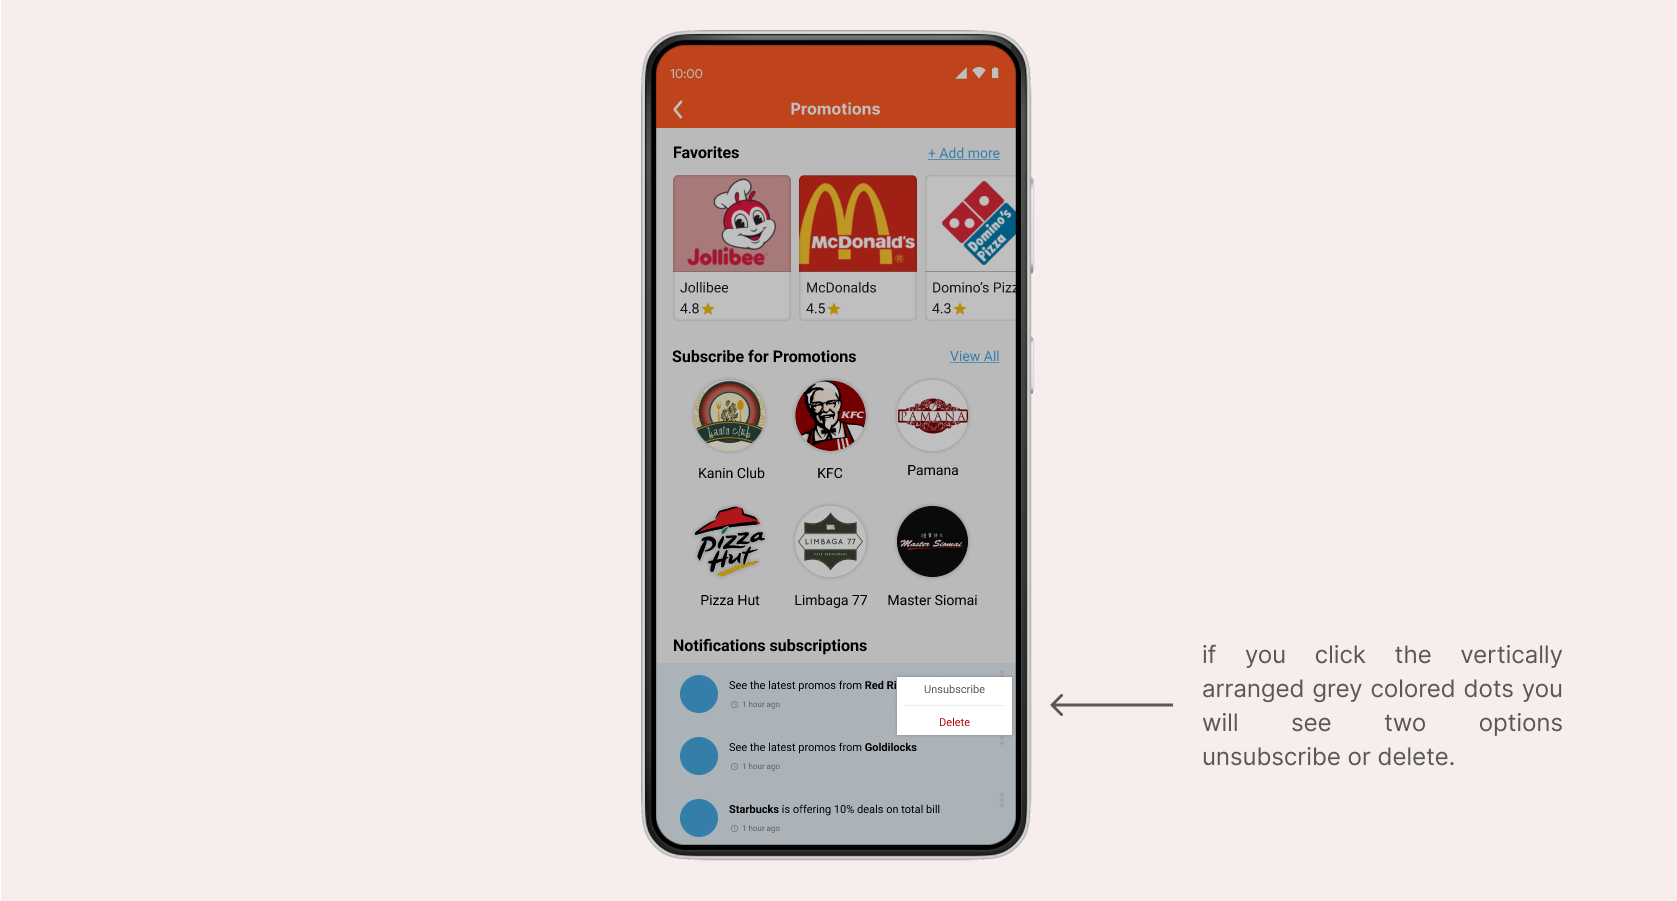 10:00
Promotions
Favorites
+ Add more
Jollibee
McDonald's
®
Domino's
Pizza
Jollibee
McDonalds
Domino's Pizz
4.8
4.5
4.3
Subscribe for Promotions
View All
kanin club
KFC
PAMANA
Kanin Club
KFC
Pamana
Pizza
Hut
LIMBAGA 77
Master Siomai
Pizza Hut
Limbaga 77
Master Siomai
Notifications subscriptions
See the latest promos from Red Ri
1 hour ago
Unsubscribe
Delete
See the latest promos from Goldilocks
1 hour ago
Starbucks is offering 10% deals on total bill
1 hour ago
if you click the vertically
arranged grey colored dots you
will see two options
unsubscribe or delete.